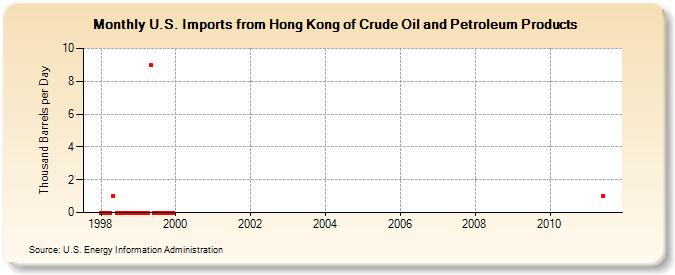 Monthly U.S. Imports from Hong Kong of Crude Oil and Petroleum Products
Thousand Barrels per Day
10
8
6
4
2
0
1998 2000 2002 2004 2006 2008 2010
Source: U.S. Energy Information Administration